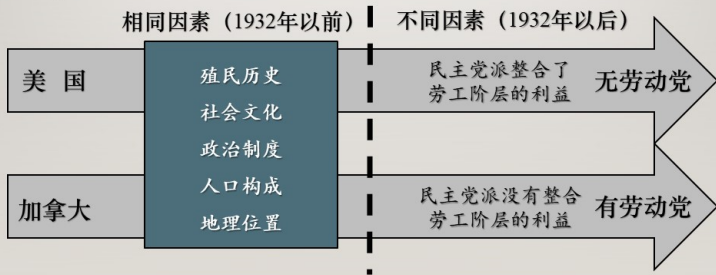 相同因素（1932年以前）
不同因素（1932年以后）
美 国
殖民历史
社会文化
政治制度
人口构成
地理位置
民主党派整合了
劳工阶层的利益
无劳动党
加拿大
民主党派没有整合
劳工阶层的利益
有劳动党